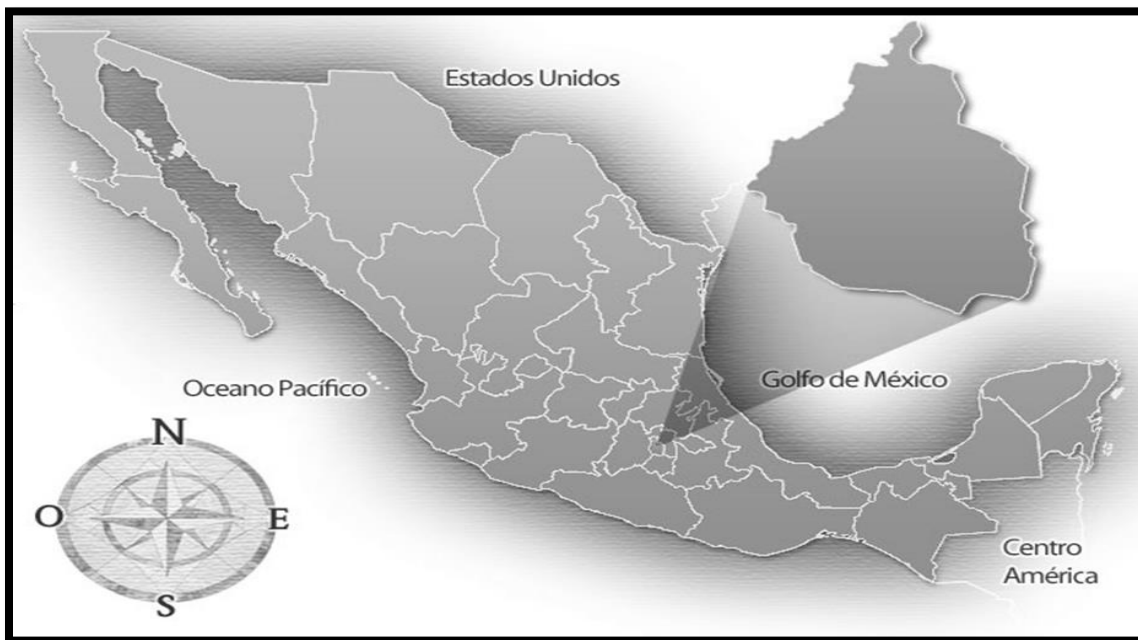 Estados Unidos
Golfo de México
Oceano Pacífico
N
O
E
S
Centro
América